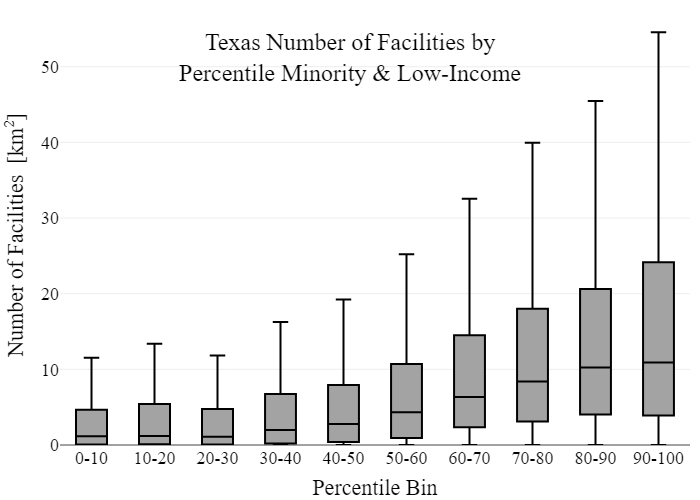 Texas Number of Facilities by
Percentile Minority & Low-Income
Number of Facilities [km²]
50
40
30
20
10
0
0-10 10-20 20-30 30-40 40-50 50-60 60-70 70-80 80-90 90-100
Percentile Bin